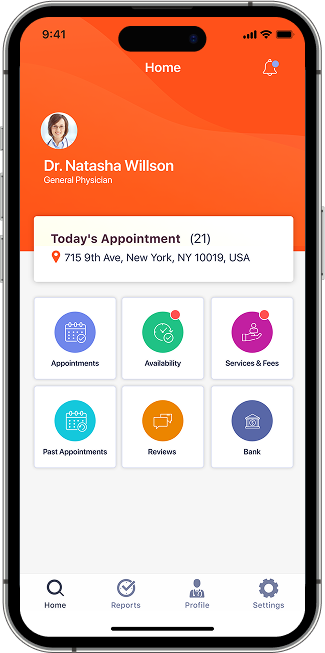 9:41
Home
Dr. Natasha Willson
General Physician
Today's Appointment (21)
715 9th Ave, New York, NY 10019, USA
Appointments Availability Services & Fees
Past Appointments Reviews Bank
Home Reports Profile Settings